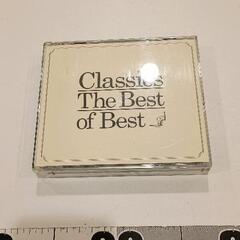 Classics
The Best
of Best